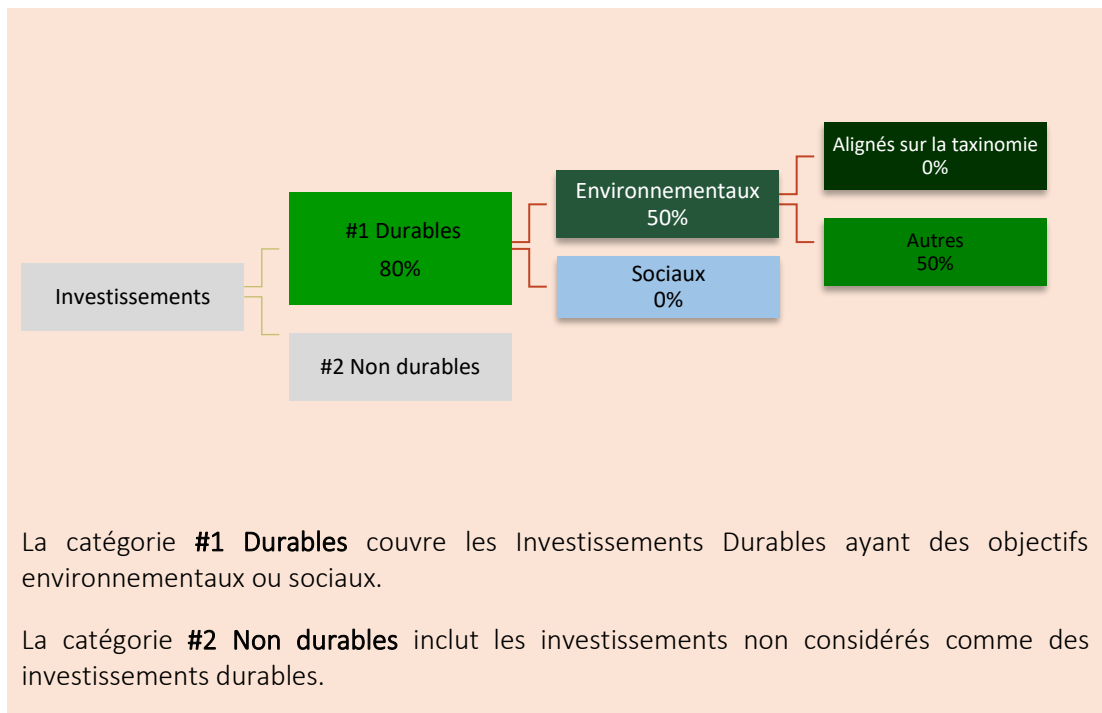 Alignés sur la taxinomie
0%
Environnementaux
50%
#1 Durables
80%
Autres
50%
Sociaux
0%
Investissements
#2 Non durables
La catégorie #1 Durables couvre les Investissements Durables ayant des objectifs
environnementaux ou sociaux.
La catégorie #2 Non durables inclut les investissements non considérés comme des
investissements durables.